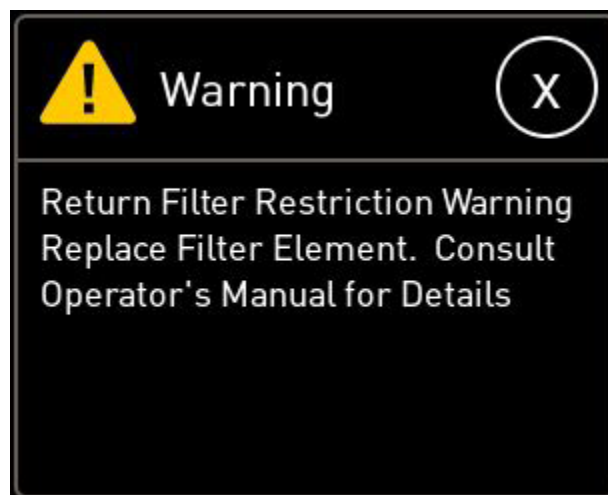 ! Warning X
Return Filter Restriction Warning
Replace Filter Element.  Consult
Operator's Manual for Details